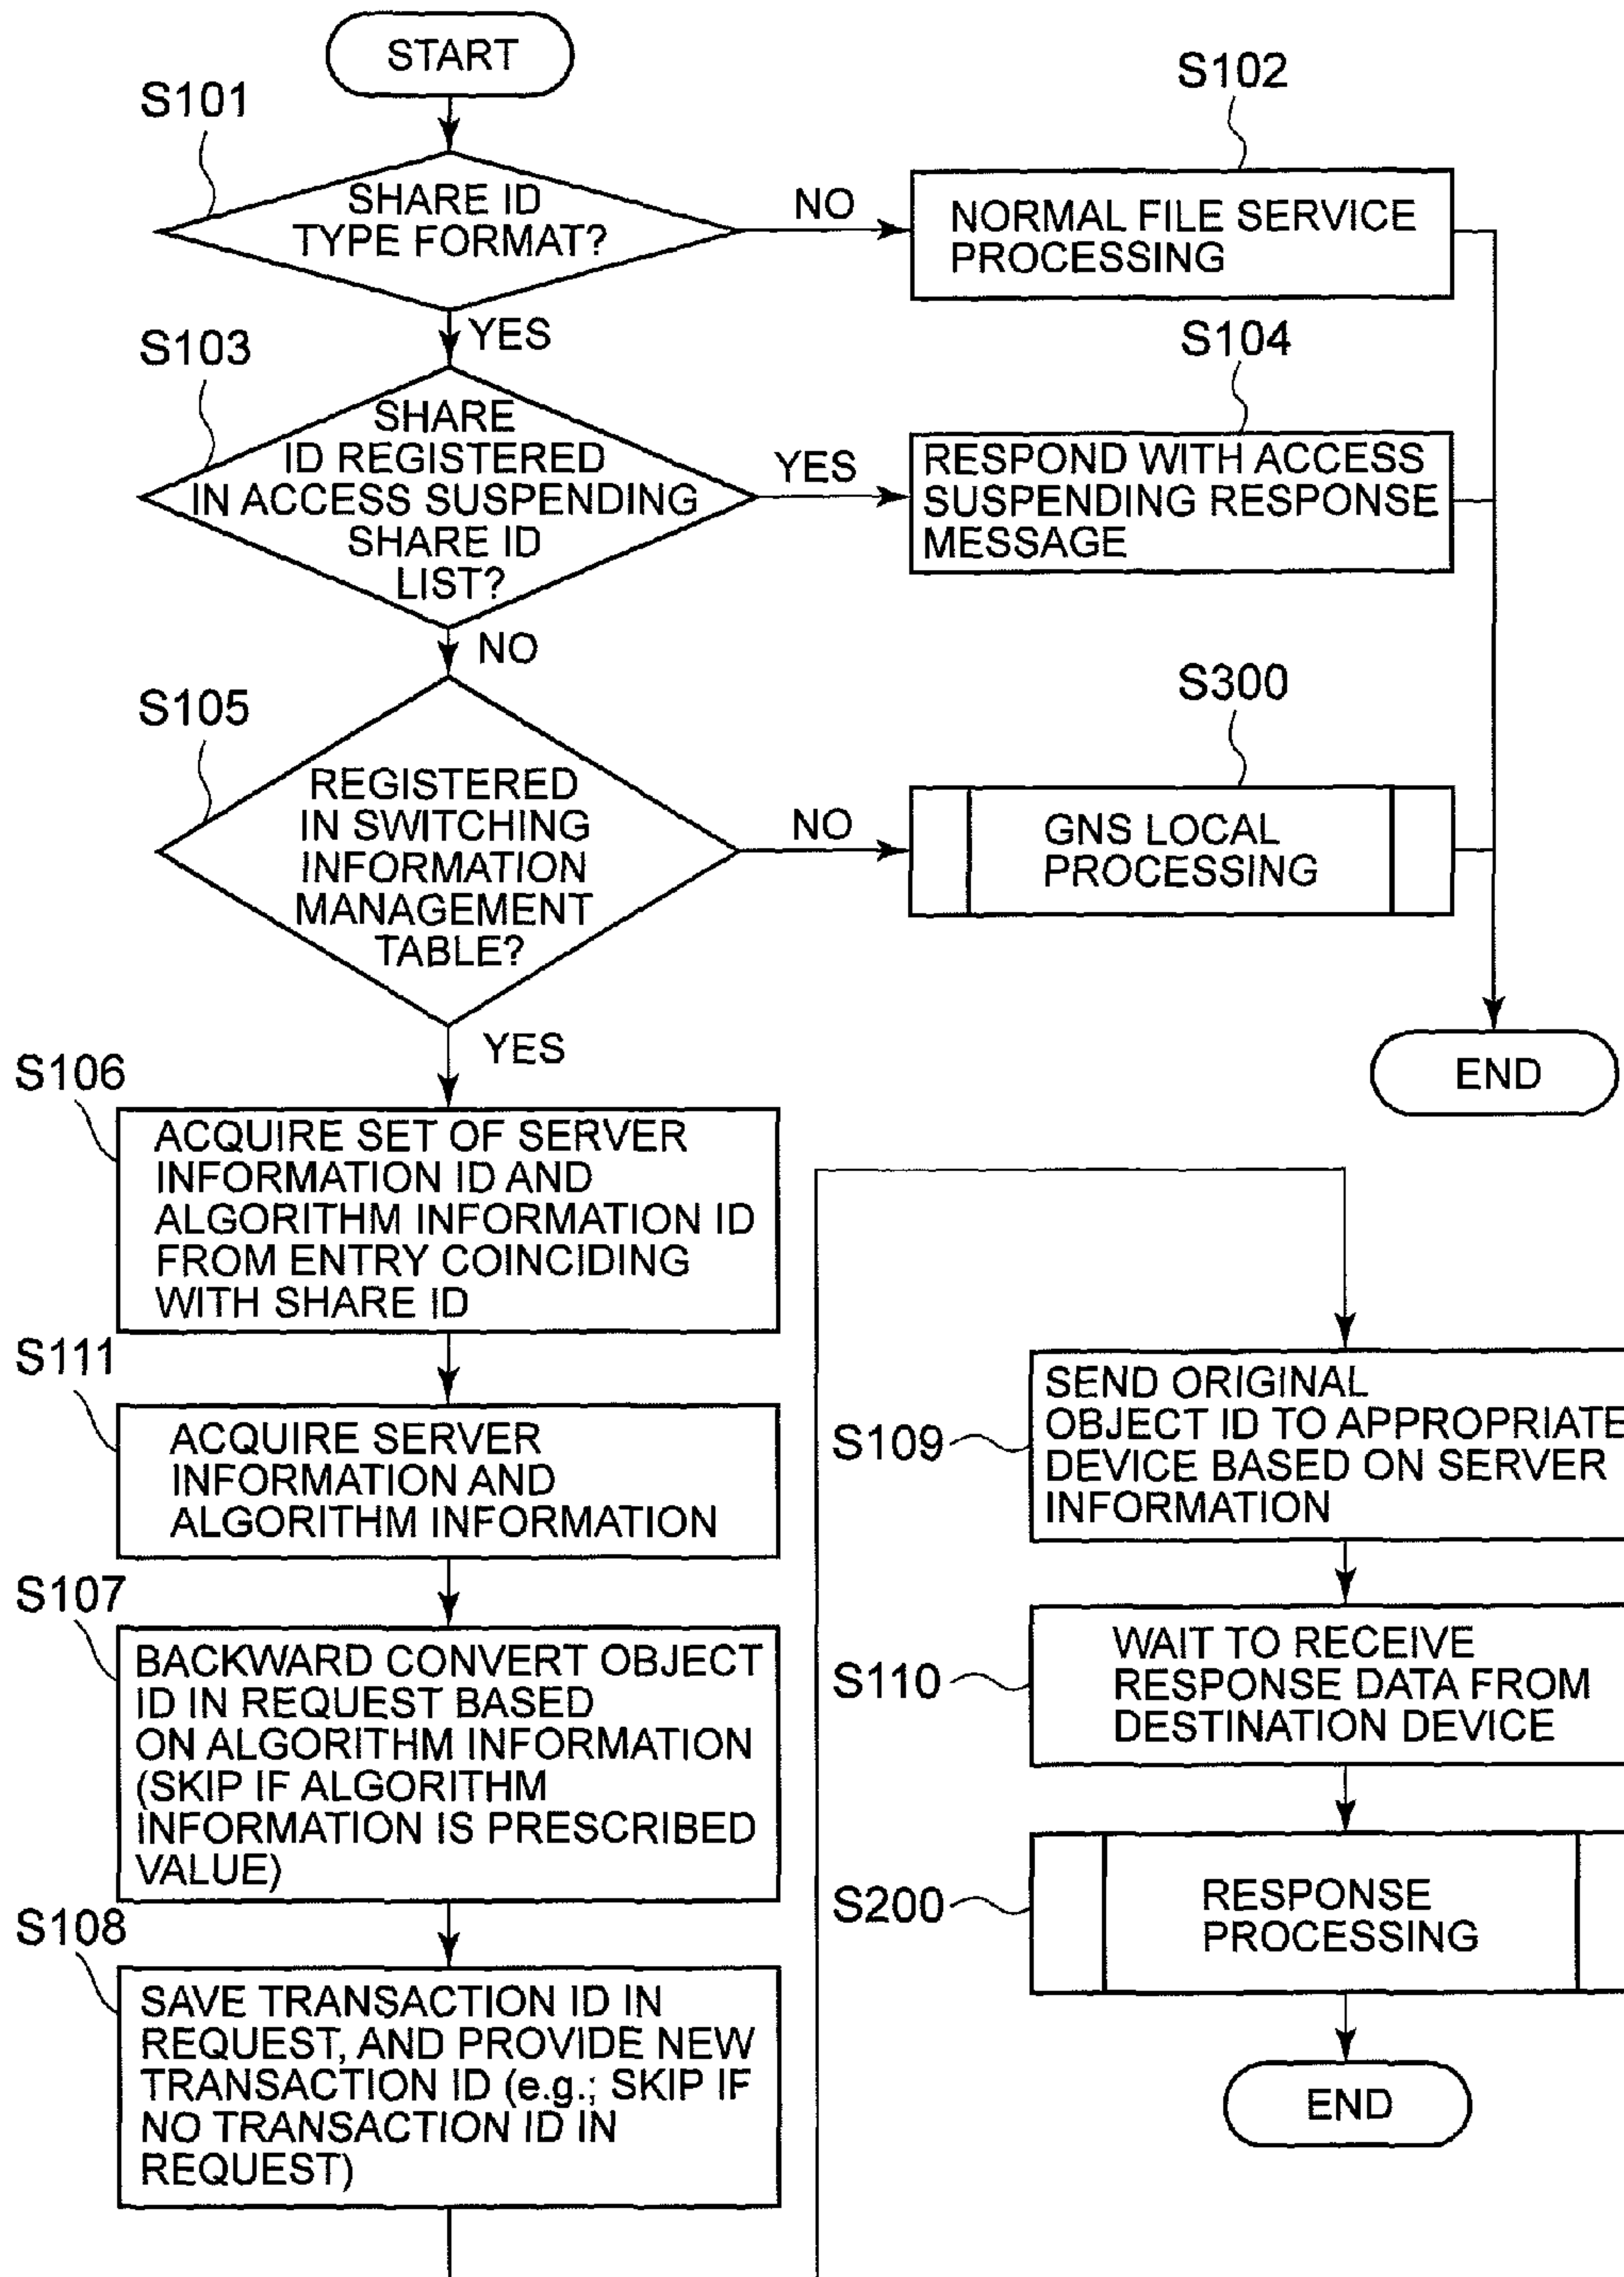 START
S101
SHARE ID
TYPE FORMAT?
NO
S102
NORMAL FILE SERVICE
PROCESSING
YES
S103
SHARE
ID REGISTERED
IN ACCESS SUSPENDING
SHARE ID
LIST?
YES
S104
RESPOND WITH ACCESS
SUSPENDING RESPONSE
MESSAGE
NO
S105
REGISTERED
IN SWITCHING
INFORMATION
MANAGEMENT
TABLE?
NO
S300
GNS LOCAL
PROCESSING
END
YES
S106
ACQUIRE SET OF SERVER
INFORMATION ID AND
ALGORITHM INFORMATION ID
FROM ENTRY COINCIDING
WITH SHARE ID
S111
ACQUIRE SERVER
INFORMATION AND
ALGORITHM INFORMATION
S107
BACKWARD CONVERT OBJECT
ID IN REQUEST BASED
ON ALGORITHM INFORMATION
(SKIP IF ALGORITHM
INFORMATION IS PRESCRIBED
VALUE)
S108
SAVE TRANSACTION ID IN
REQUEST, AND PROVIDE NEW
TRANSACTION ID (e.g.; SKIP IF
NO TRANSACTION ID IN
REQUEST)
S109
SEND ORIGINAL
OBJECT ID TO APPROPRIATE
DEVICE BASED ON SERVER
INFORMATION
S110
WAIT TO RECEIVE
RESPONSE DATA FROM
DESTINATION DEVICE
S200
RESPONSE
PROCESSING
END